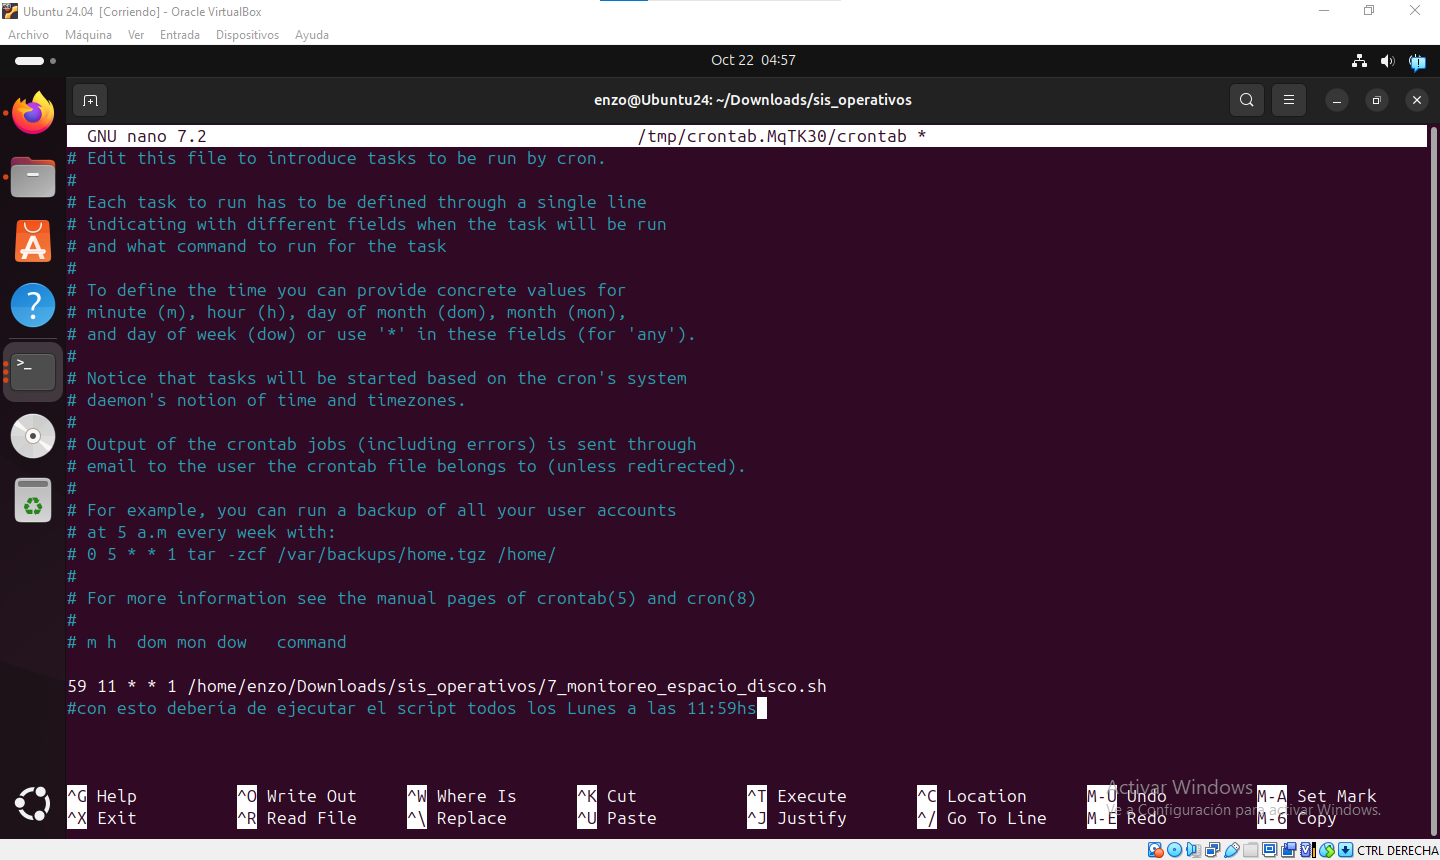 Ubuntu 24.04  [Corriendo] - Oracle VirtualBox
Archivo Máquina Ver Entrada Dispositivos Ayuda
Oct 22  04:57
enzo@Ubuntu24: ~/Downloads/sis_operativos
GNU nano 7.2 /tmp/crontab.MqTK30/crontab *
# Edit this file to introduce tasks to be run by cron.
#
# Each task to run has to be defined through a single line
# indicating with different fields when the task will be run
# and what command to run for the task
#
# To define the time you can provide concrete values for
# minute (m), hour (h), day of month (dom), month (mon),
# and day of week (dow) or use '*' in these fields (for 'any').
#
# Notice that tasks will be started based on the cron's system
# daemon's notion of time and timezones.
#
# Output of the crontab jobs (including errors) is sent through
# email to the user the crontab file belongs to (unless redirected).
#
# For example, you can run a backup of all your user accounts
# at 5 a.m every week with:
# 0 5 * * 1 tar -zcf /var/backups/home.tgz /home/
#
# For more information see the manual pages of crontab(5) and cron(8)
#
# m h  dom mon dow   command
59 11 * * 1 /home/enzo/Downloads/sis_operativos/7_monitoreo_espacio_disco.sh
#con esto debería de ejecutar el script todos los Lunes a las 11:59hs
^G Help ^O Write Out ^W Where Is ^K Cut ^T Execute ^C Location M-U Undo M-A Set Mark
^X Exit ^R Read File ^\ Replace ^U Paste ^J Justify ^/ Go To Line M-E Redo M-6 Copy
Activar Windows
Ve a Configuración para activar Windows.
CTRL DERECHA